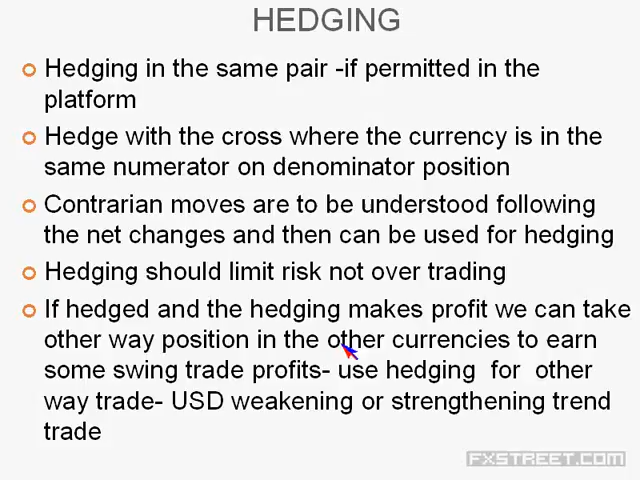 HEDGING
Hedging in the same pair -if permitted in the
platform
Hedge with the cross where the currency is in the
same numerator on denominator position
Contrarian moves are to be understood following
the net changes and then can be used for hedging
Hedging should limit risk not over trading
If hedged and the hedging makes profit we can take
other way position in the other currencies to earn
some swing trade profits- use hedging for other
way trade- USD weakening or strengthening trend
trade
FXSTREET.COM